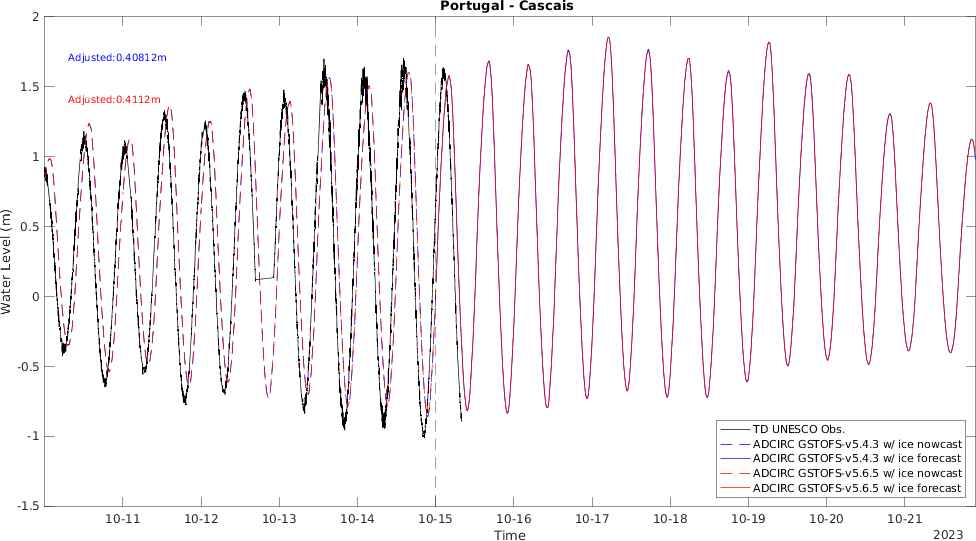 Portugal - Cascais
Adjusted:0.40812m
Adjusted:0.4112m
Water Level (m)
2
1.5
1
0.5
0
-0.5
-1
-1.5
TD UNESCO Obs.
ADCIRC GSTOFS-v5.4.3 w/ ice nowcast
ADCIRC GSTOFS-v5.4.3 w/ ice forecast
ADCIRC GSTOFS-v5.6.5 w/ ice nowcast
ADCIRC GSTOFS-v5.6.5 w/ ice forecast
10-11 10-12 10-13 10-14 10-15 10-16 10-17 10-18 10-19 10-20 10-21
Time
2023